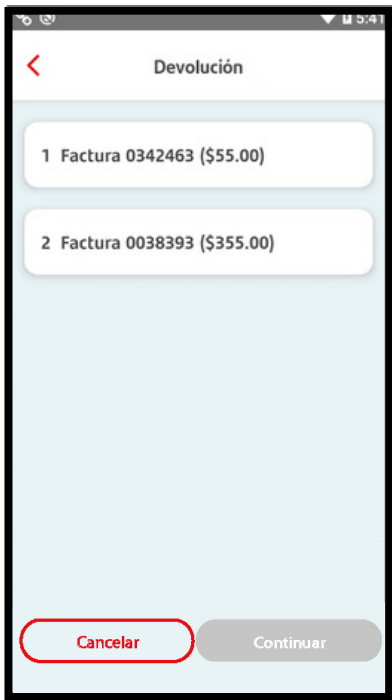 5:41
Devolución
1 Factura 0342463 ($55.00)
2 Factura 0038393 ($355.00)
Cancelar
Continuar